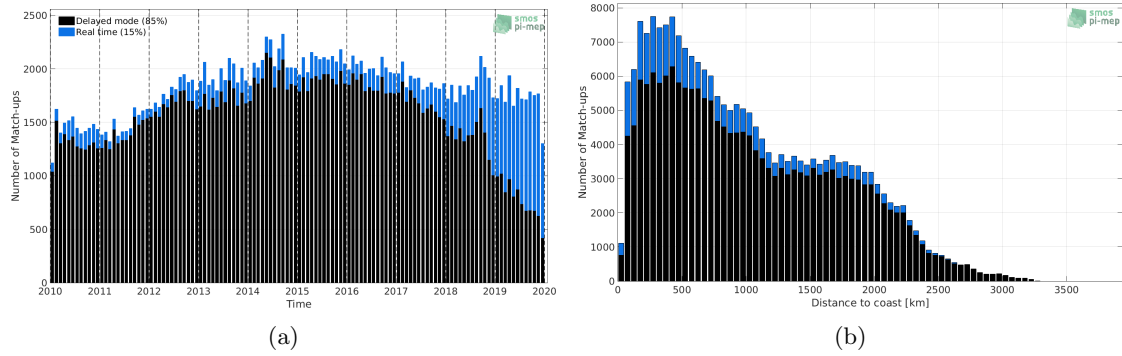 2500
2000
1500
1000
500
0
Number of Match-ups
Delayed mode (85%)
Real time (15%)
smos
pi-mep
2010 2011 2012 2013 2014 2015 2016 2017 2018 2019 2020
Time
(a)
8000
7000
6000
5000
4000
3000
2000
1000
0
Number of Match-ups
smos
pi-mep
0 500 1000 1500 2000 2500 3000 3500
Distance to coast [km]
(b)